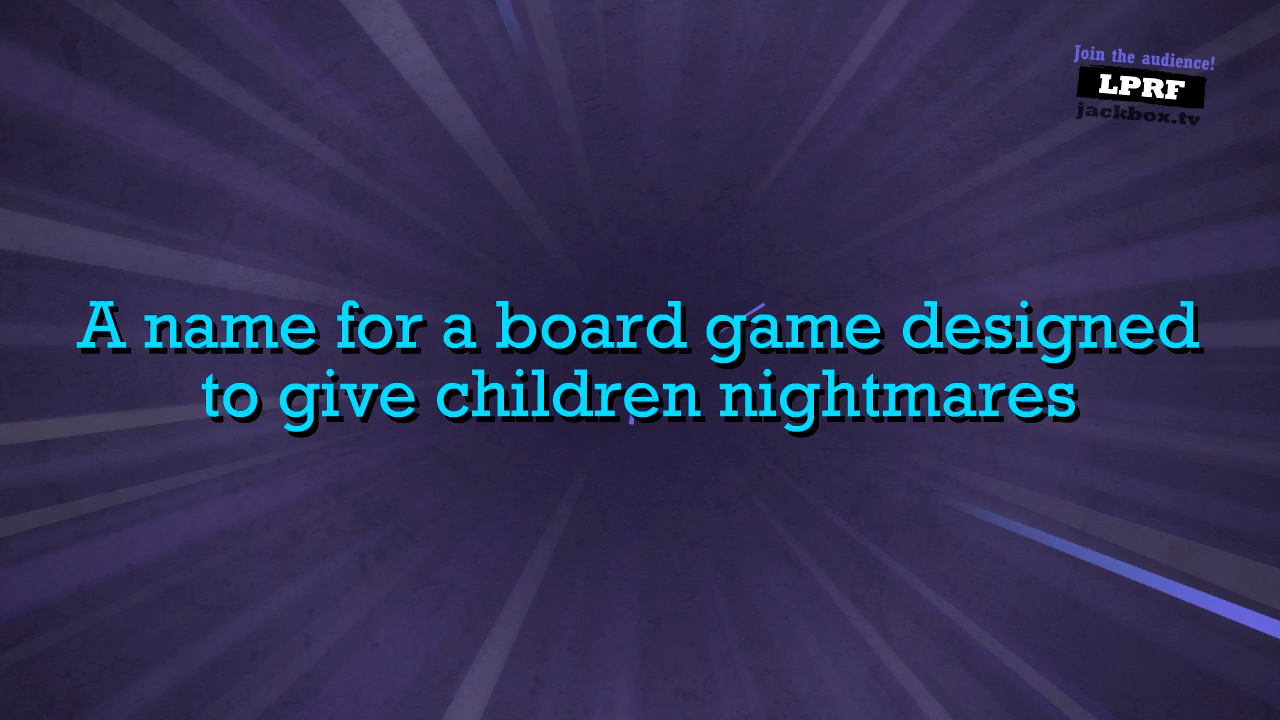 Join the audience!
LPRF
jackbox.tv
A name for a board game designed
to give children nightmares